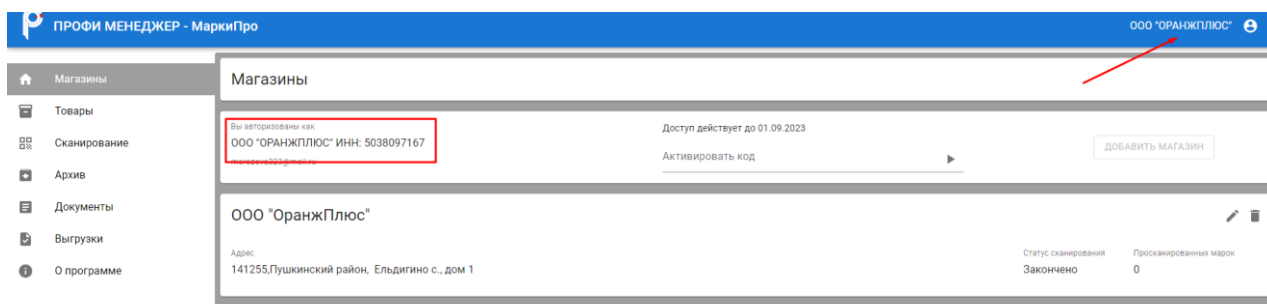 ПРОФИ МЕНЕДЖЕР - МаркиПро
ООО "ОРАНЖПЛЮС"
Магазины
Товары
Сканирование
Архив
Документы
Выгрузки
О программе
Магазины
Вы авторизованы как
ООО "ОРАНЖПЛЮС" ИНН: 5038097167
Доступ действует до 01.09.2023
Активировать код
ДОБАВИТЬ МАГАЗИН
ООО "ОранжПлюс"
Адрес
141255,Пушкинский район, Ельдигино с., дом 1
Статус сканирования
Закончено
Просканированных марок
0